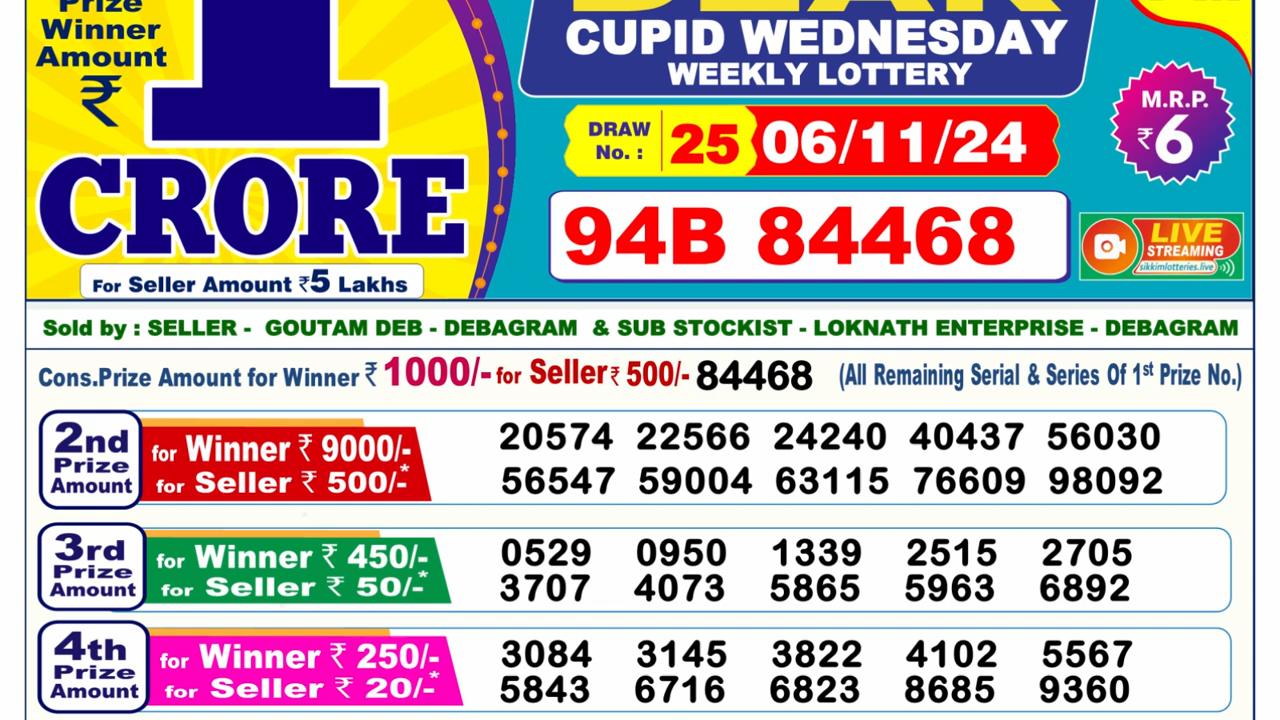 Prize
Winner
Amount
₹
1
CRORE
For Seller Amount ₹5 Lakhs
DEAR
CUPID WEDNESDAY
WEEKLY LOTTERY
DRAW No. : 25 06/11/24
M.R.P.
₹6
94B 84468
LIVE
STREAMING
sikkimlotteries.live
Sold by : SELLER - GOUTAM DEB - DEBAGRAM & SUB STOCKIST - LOKNATH ENTERPRISE - DEBAGRAM
Cons.Prize Amount for Winner ₹ 1000/- for Seller ₹ 500/- 84468 (All Remaining Serial & Series Of 1st Prize No.)
2nd
Prize
Amount
for Winner ₹ 9000/-
for Seller ₹ 500/-*
20574 22566 24240 40437 56030
56547 59004 63115 76609 98092
3rd
Prize
Amount
for Winner ₹ 450/-
for Seller ₹ 50/-*
0529 0950 1339 2515 2705
3707 4073 5865 5963 6892
4th
Prize
Amount
for Winner ₹ 250/-
for Seller ₹ 20/-*
3084 3145 3822 4102 5567
5843 6716 6823 8685 9360